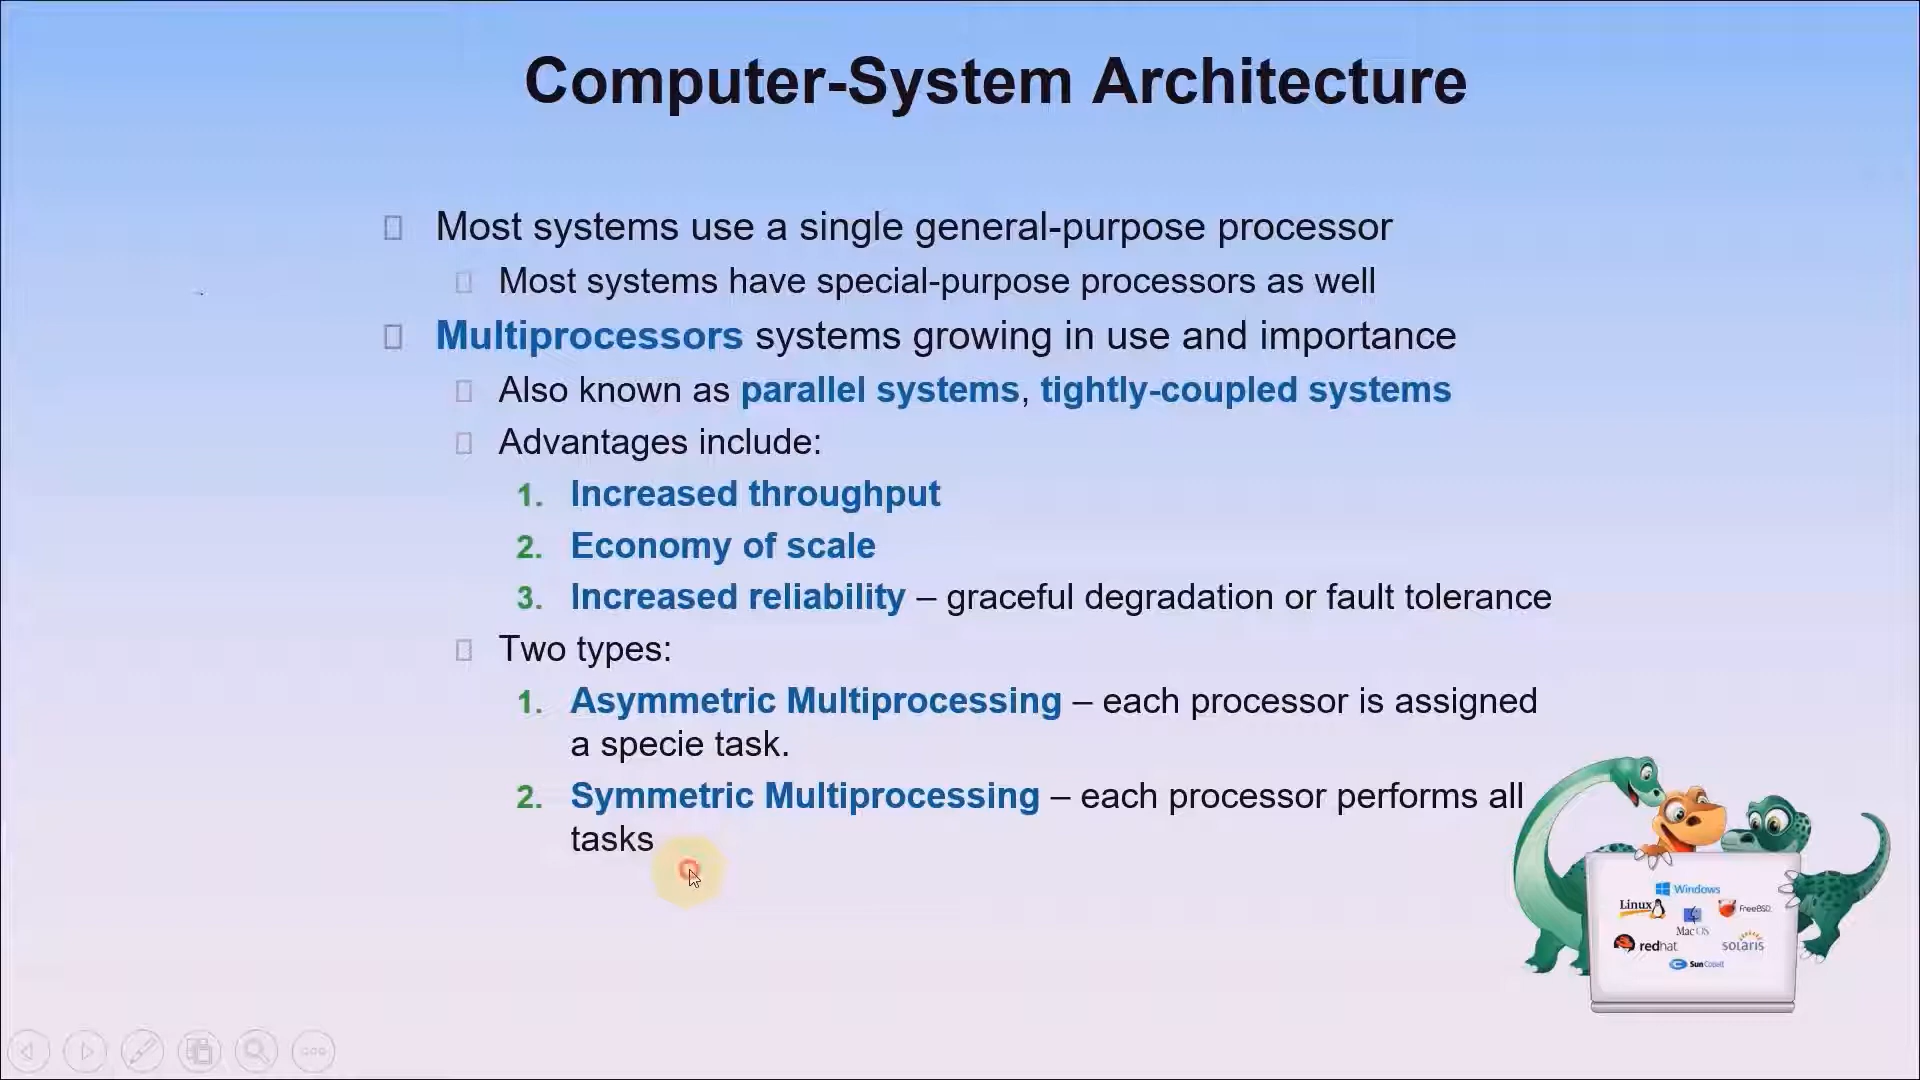 Computer-System Architecture
Most systems use a single general-purpose processor
Most systems have special-purpose processors as well
Multiprocessors systems growing in use and importance
Also known as parallel systems, tightly-coupled systems
Advantages include:
1. Increased throughput
2. Economy of scale
3. Increased reliability – graceful degradation or fault tolerance
Two types:
1. Asymmetric Multiprocessing – each processor is assigned
a specie task.
2. Symmetric Multiprocessing – each processor performs all
tasks
Windows
Linux
FreeBSD
Mac OS
redhat
solaris
Sun